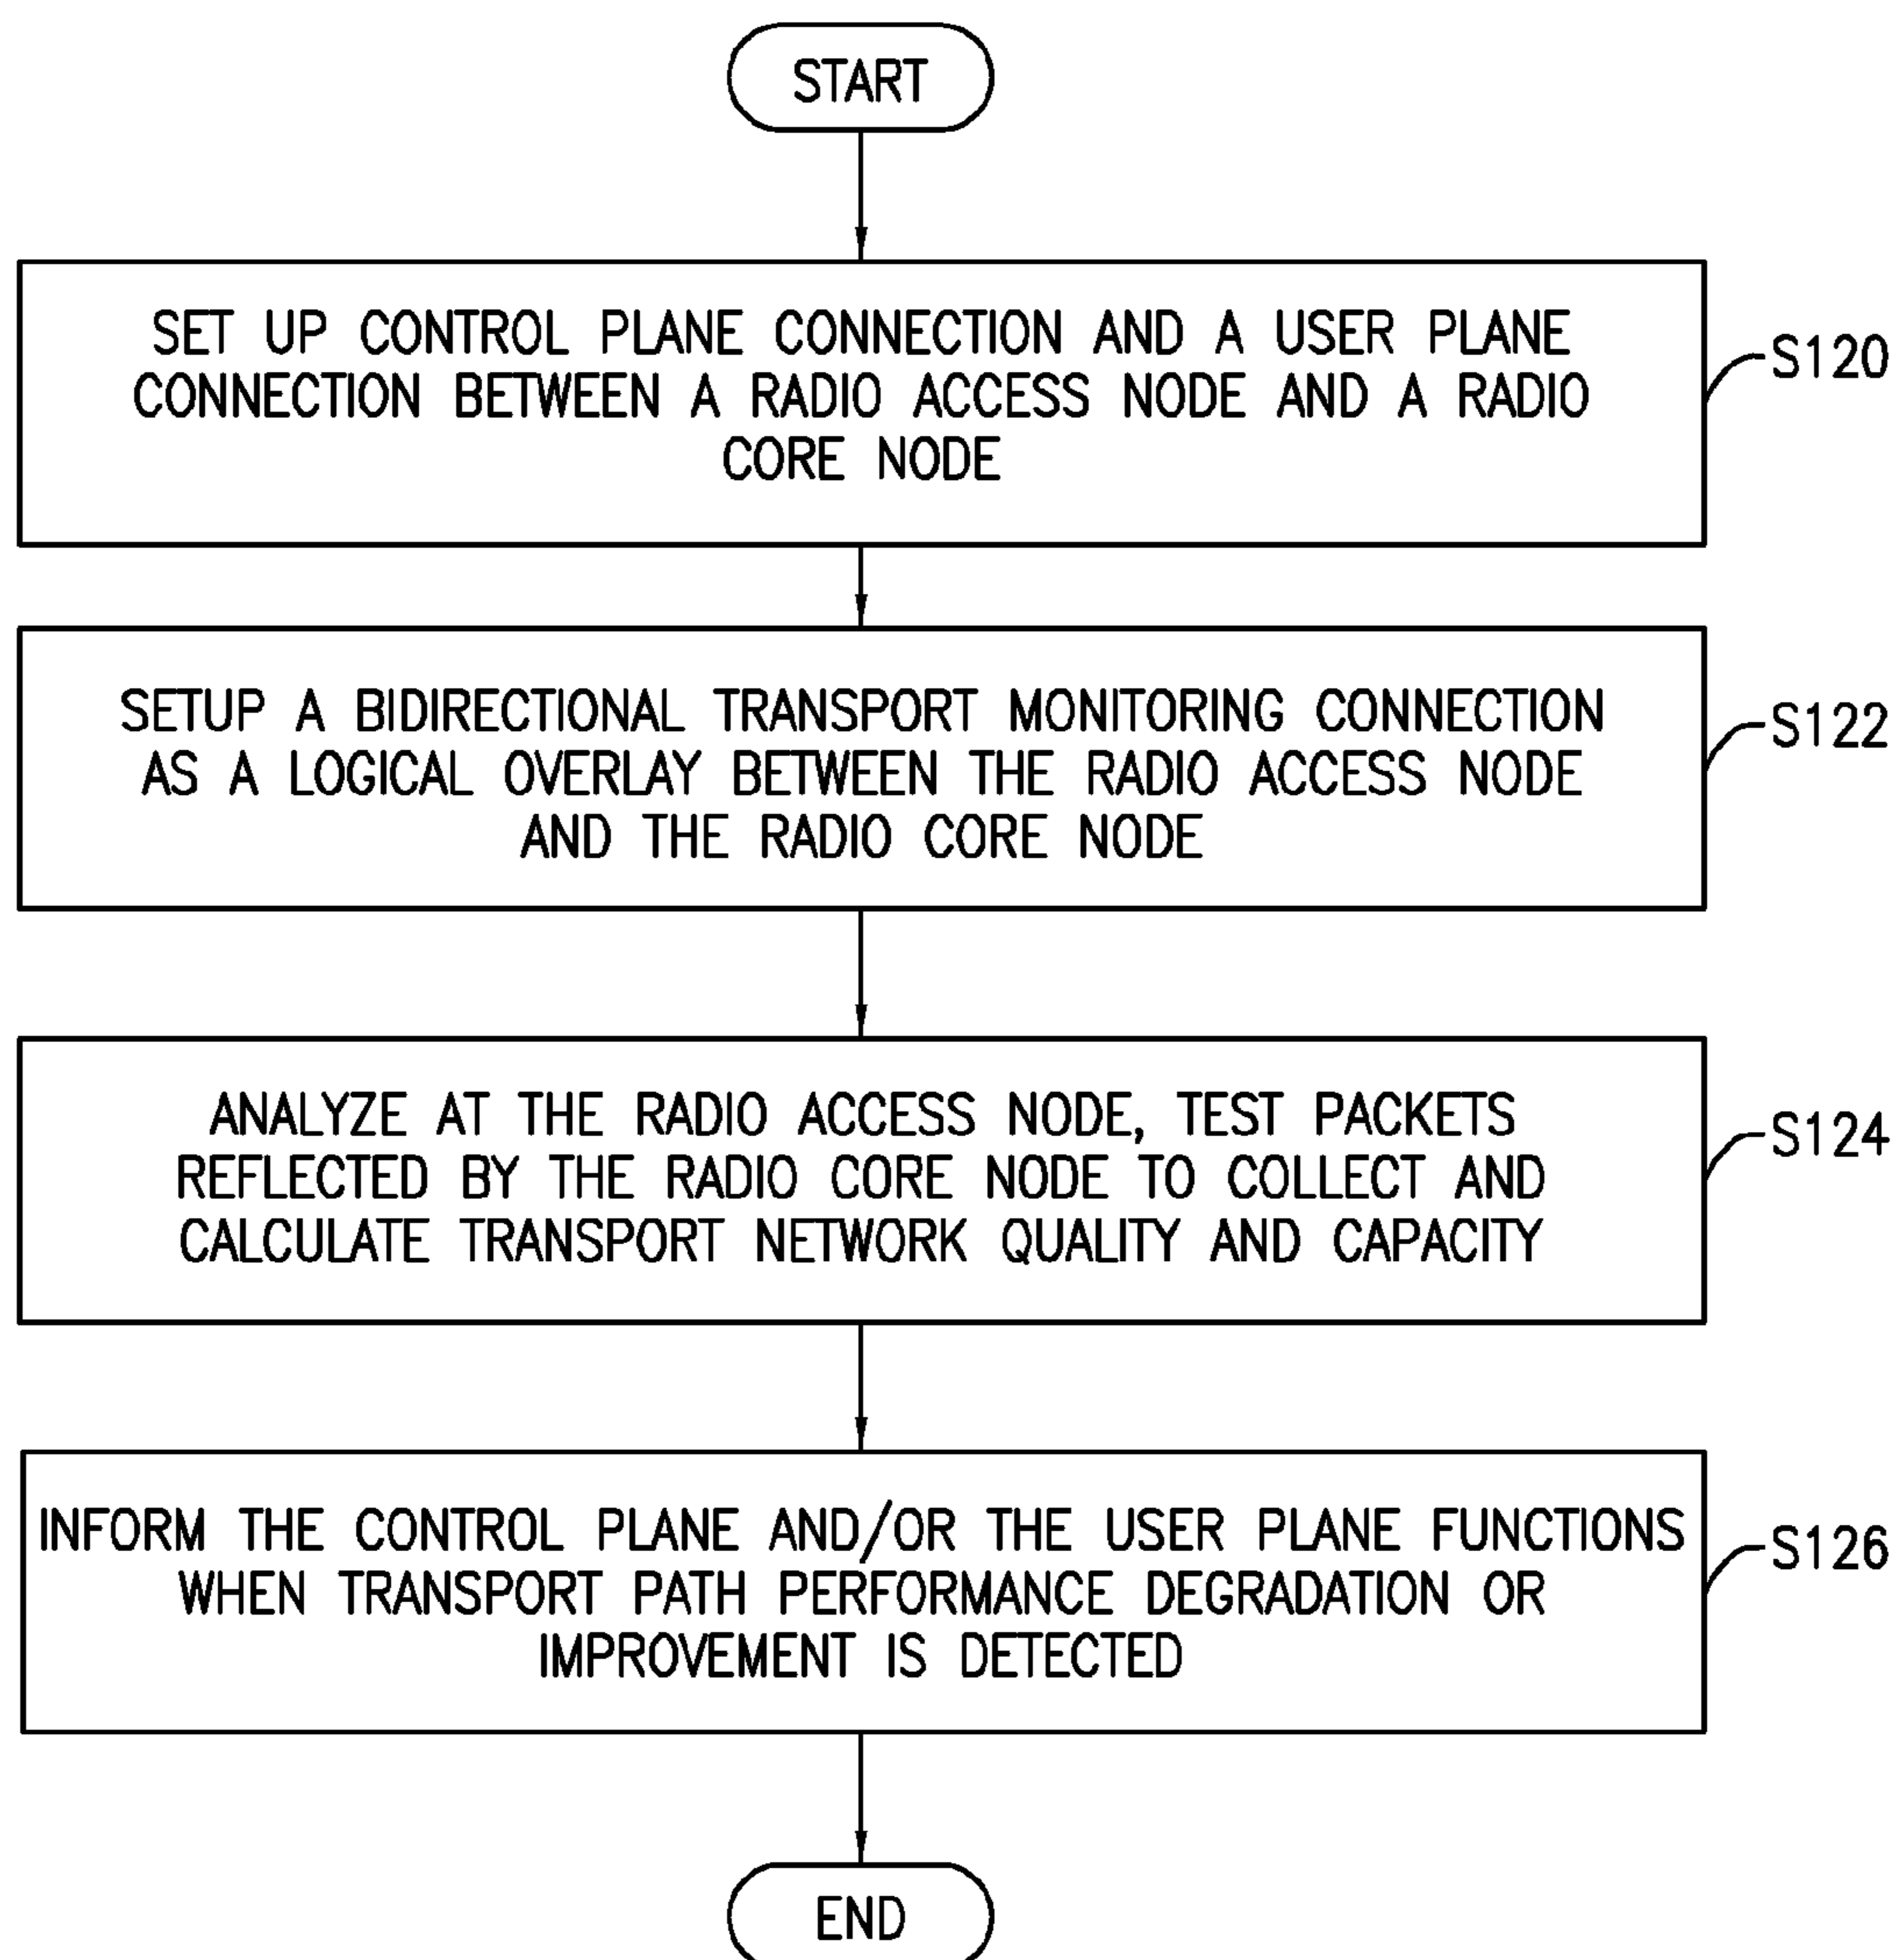 START
SET UP CONTROL PLANE CONNECTION AND A USER PLANE
CONNECTION BETWEEN A RADIO ACCESS NODE AND A RADIO
CORE NODE
S120
SETUP A BIDIRECTIONAL TRANSPORT MONITORING CONNECTION
AS A LOGICAL OVERLAY BETWEEN THE RADIO ACCESS NODE
AND THE RADIO CORE NODE
S122
ANALYZE AT THE RADIO ACCESS NODE, TEST PACKETS
REFLECTED BY THE RADIO CORE NODE TO COLLECT AND
CALCULATE TRANSPORT NETWORK QUALITY AND CAPACITY
S124
INFORM THE CONTROL PLANE AND/OR THE USER PLANE FUNCTIONS
WHEN TRANSPORT PATH PERFORMANCE DEGRADATION OR
IMPROVEMENT IS DETECTED
S126
END